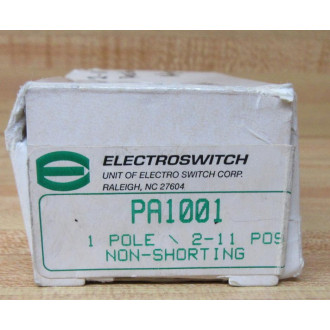 ELECTROSWITCH
UNIT OF ELECTRO SWITCH CORP.
RALEIGH, NC 27604
PA1001
1 POLE \ 2-11 POS
NON-SHORTING